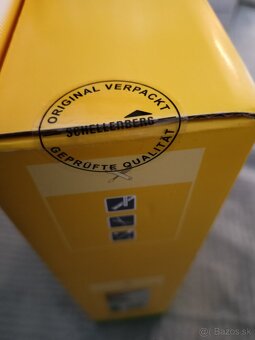 ORIGINAL VERPACKT
SCHELLENBERG
GEPRÜFTE QUALITÄT
Bazos.sk